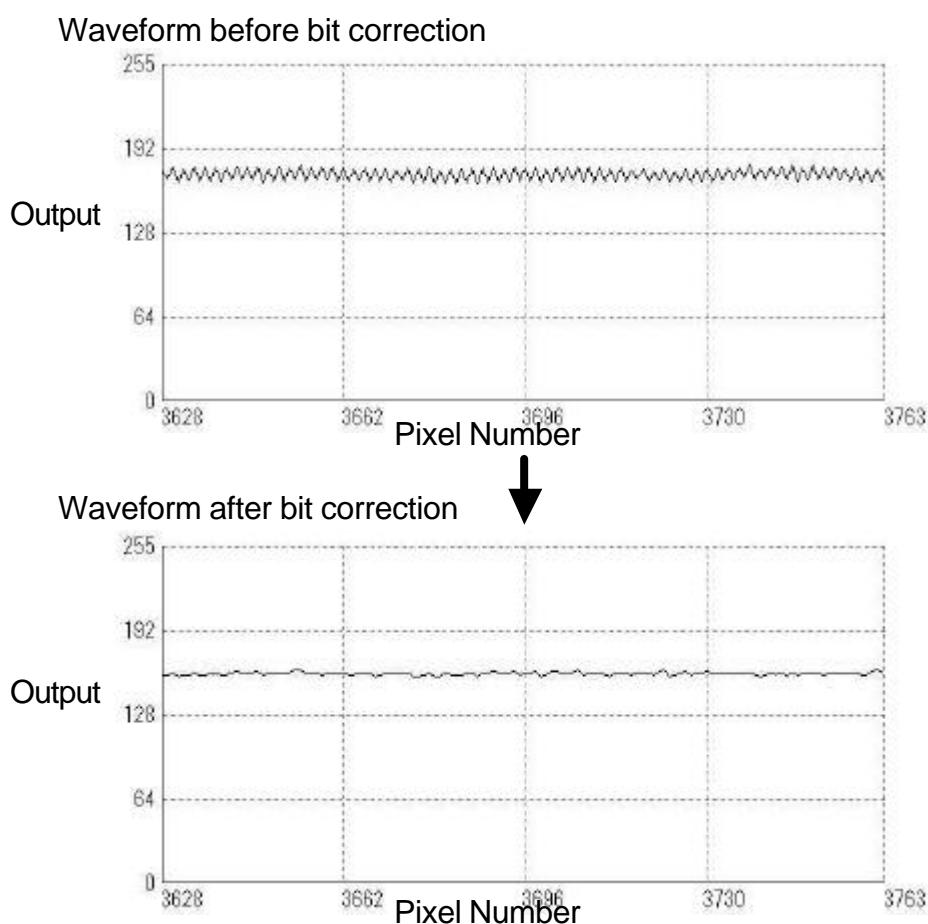 Waveform before bit correction
255
192
Output
128
64
0
3628 3662 3696 3730 3763
Pixel Number
Waveform after bit correction
255
192
Output
128
64
0
3628 3662 3696 3730 3763
Pixel Number